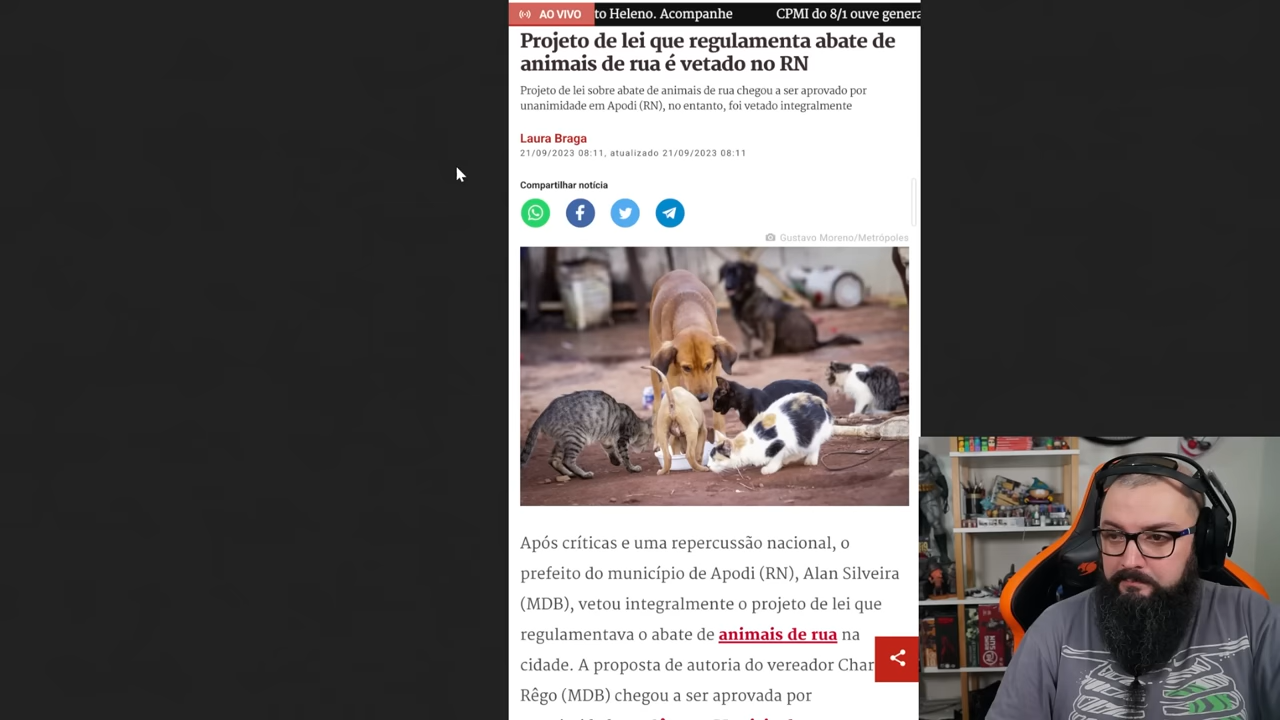 AO VIVO to Heleno. Acompanhe CPMI do 8/1 ouve genera
Projeto de lei que regulamenta abate de
animais de rua é vetado no RN
Projeto de lei sobre abate de animais de rua chegou a ser aprovado por
unanimidade em Apodi (RN), no entanto, foi vetado integralmente
Laura Braga
21/09/2023 08:11, atualizado 21/09/2023 08:11
Compartilhar notícia
Gustavo Moreno/Metrópoles
Após críticas e uma repercussão nacional, o
prefeito do município de Apodi (RN), Alan Silveira
(MDB), vetou integralmente o projeto de lei que
regulamentava o abate de animais de rua na
cidade. A proposta de autoria do vereador Char
Rêgo (MDB) chegou a ser aprovada por